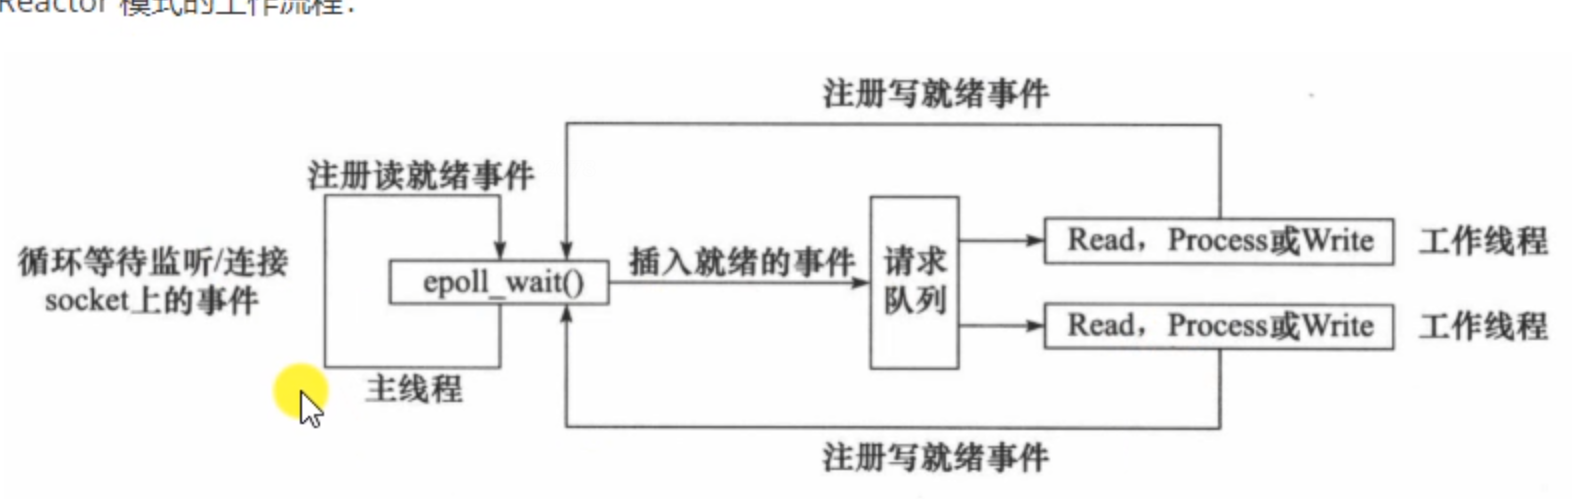 Reactor 模式的工作流程：
注册写就绪事件
注册读就绪事件
循环等待监听/连接
socket上的事件
epoll_wait()
插入就绪的事件
请求
队列
Read，Process或Write
工作线程
Read，Process或Write
工作线程
主线程
注册写就绪事件